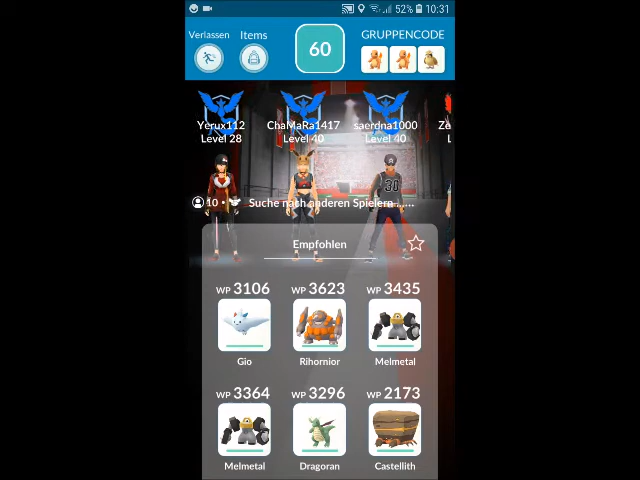 52% 10:31
Verlassen
Items
60
GRUPPENCODE
Yerux112
Level 28
ChaMaRa1417
Level 40
saerdna1000
Level 40
Ze
L
10 • Suche nach anderen Spielern......
Empfohlen
WP 3106
WP 3623
WP 3435
Gio
Rihornior
Melmetal
WP 3364
WP 3296
WP 2173
Melmetal
Dragoran
Castellith